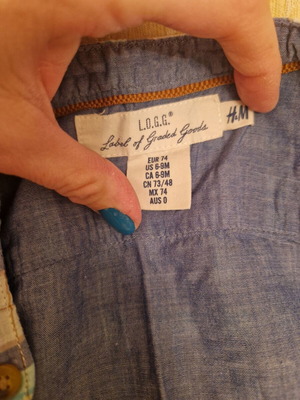 L.O.G.G.®
Label of Graded Goods
H&M
EUR 74
US 6-9M
CA 6-9M
CN 73/48
MX 74
AUS 0